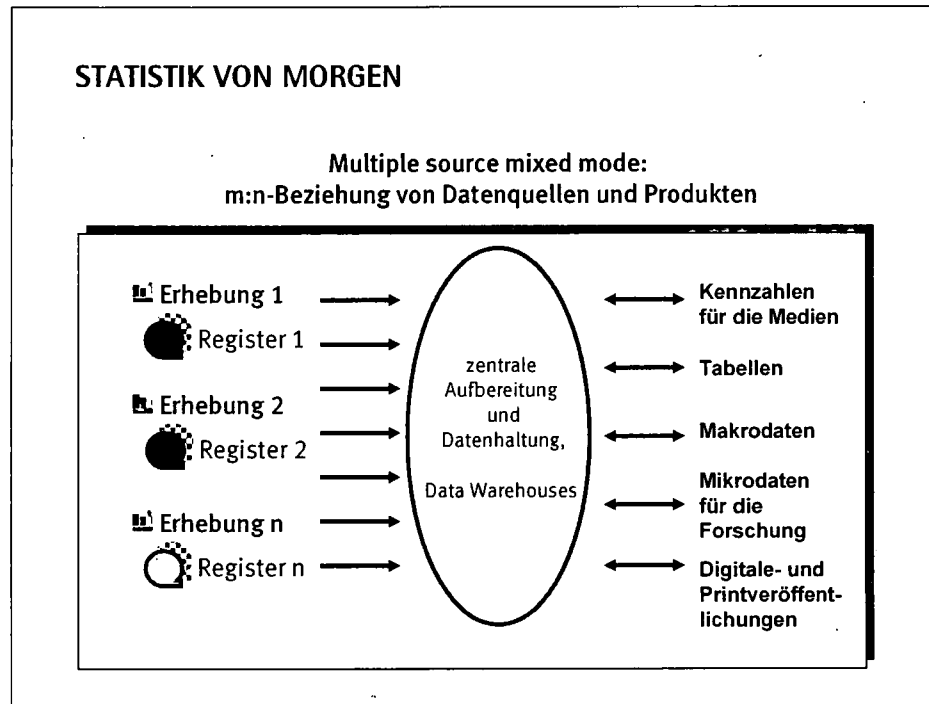 STATISTIK VON MORGEN
Multiple source mixed mode:
m:n-Beziehung von Datenquellen und Produkten
Erhebung 1
Register 1
Erhebung 2
Register 2
Erhebung n
Register n
zentrale
Aufbereitung
und
Datenhaltung,
Data Warehouses
Kennzahlen
für die Medien
Tabellen
Makrodaten
Mikrodaten
für die
Forschung
Digitale- und
Printveröffent-
lichungen